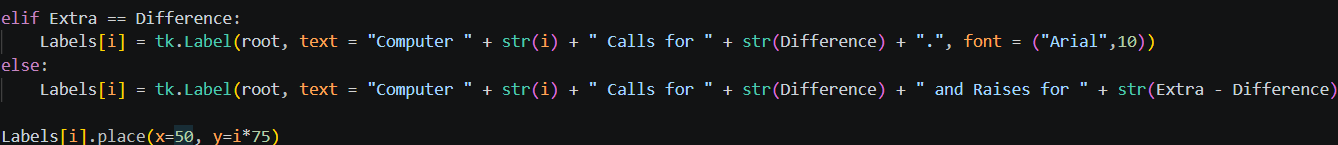 elif Extra == Difference:
    Labels[i] = tk.Label(root, text = "Computer " + str(i) + " Calls for " + str(Difference) + ".", font = ("Arial",10))
else:
    Labels[i] = tk.Label(root, text = "Computer " + str(i) + " Calls for " + str(Difference) + " and Raises for " + str(Extra - Difference)
Labels[i].place(x=50, y=i*75)